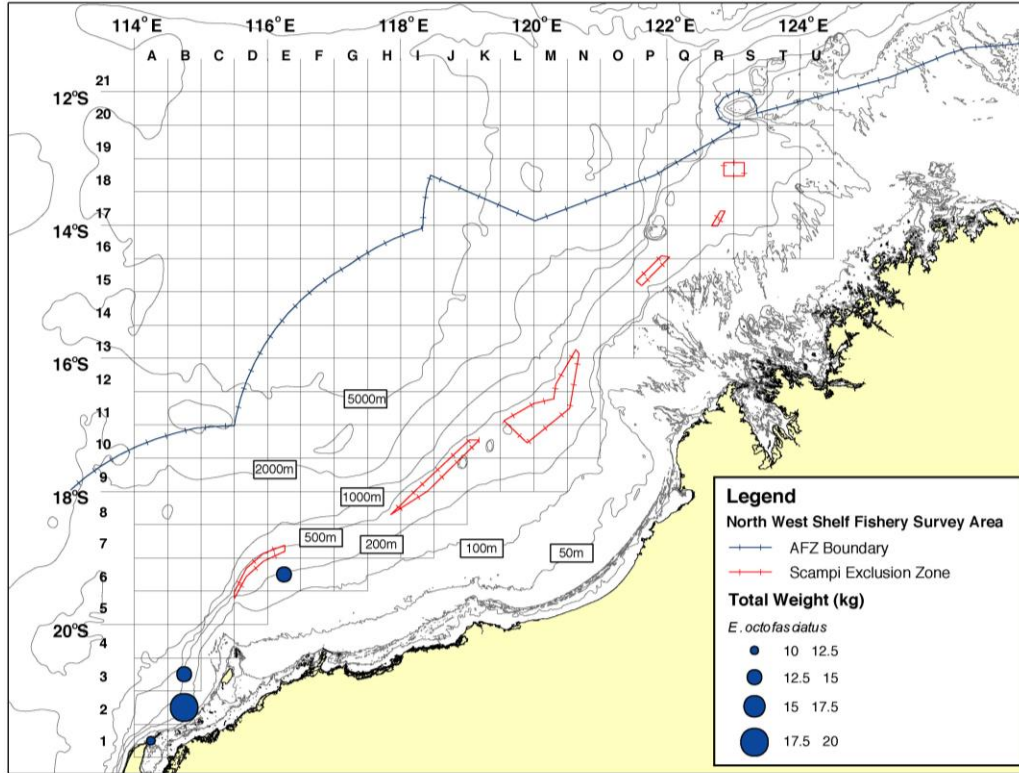 114°E 116°E 118°E 120°E 122°E 124°E
A B C D E F G H I J K L M N O P Q R S T U
21
12°S
20
19
18
17
14°S
16
15
14
13
16°S
12
11
10
9
18°S
8
7
6
5
20°S
4
3
2
1
5000m
2000m
1000m
500m
200m
100m
50m
Legend
North West Shelf Fishery Survey Area
AFZ Boundary
Scampi Exclusion Zone
Total Weight (kg)
E. octofasciatus
10 12.5
12.5 15
15 17.5
17.5 20